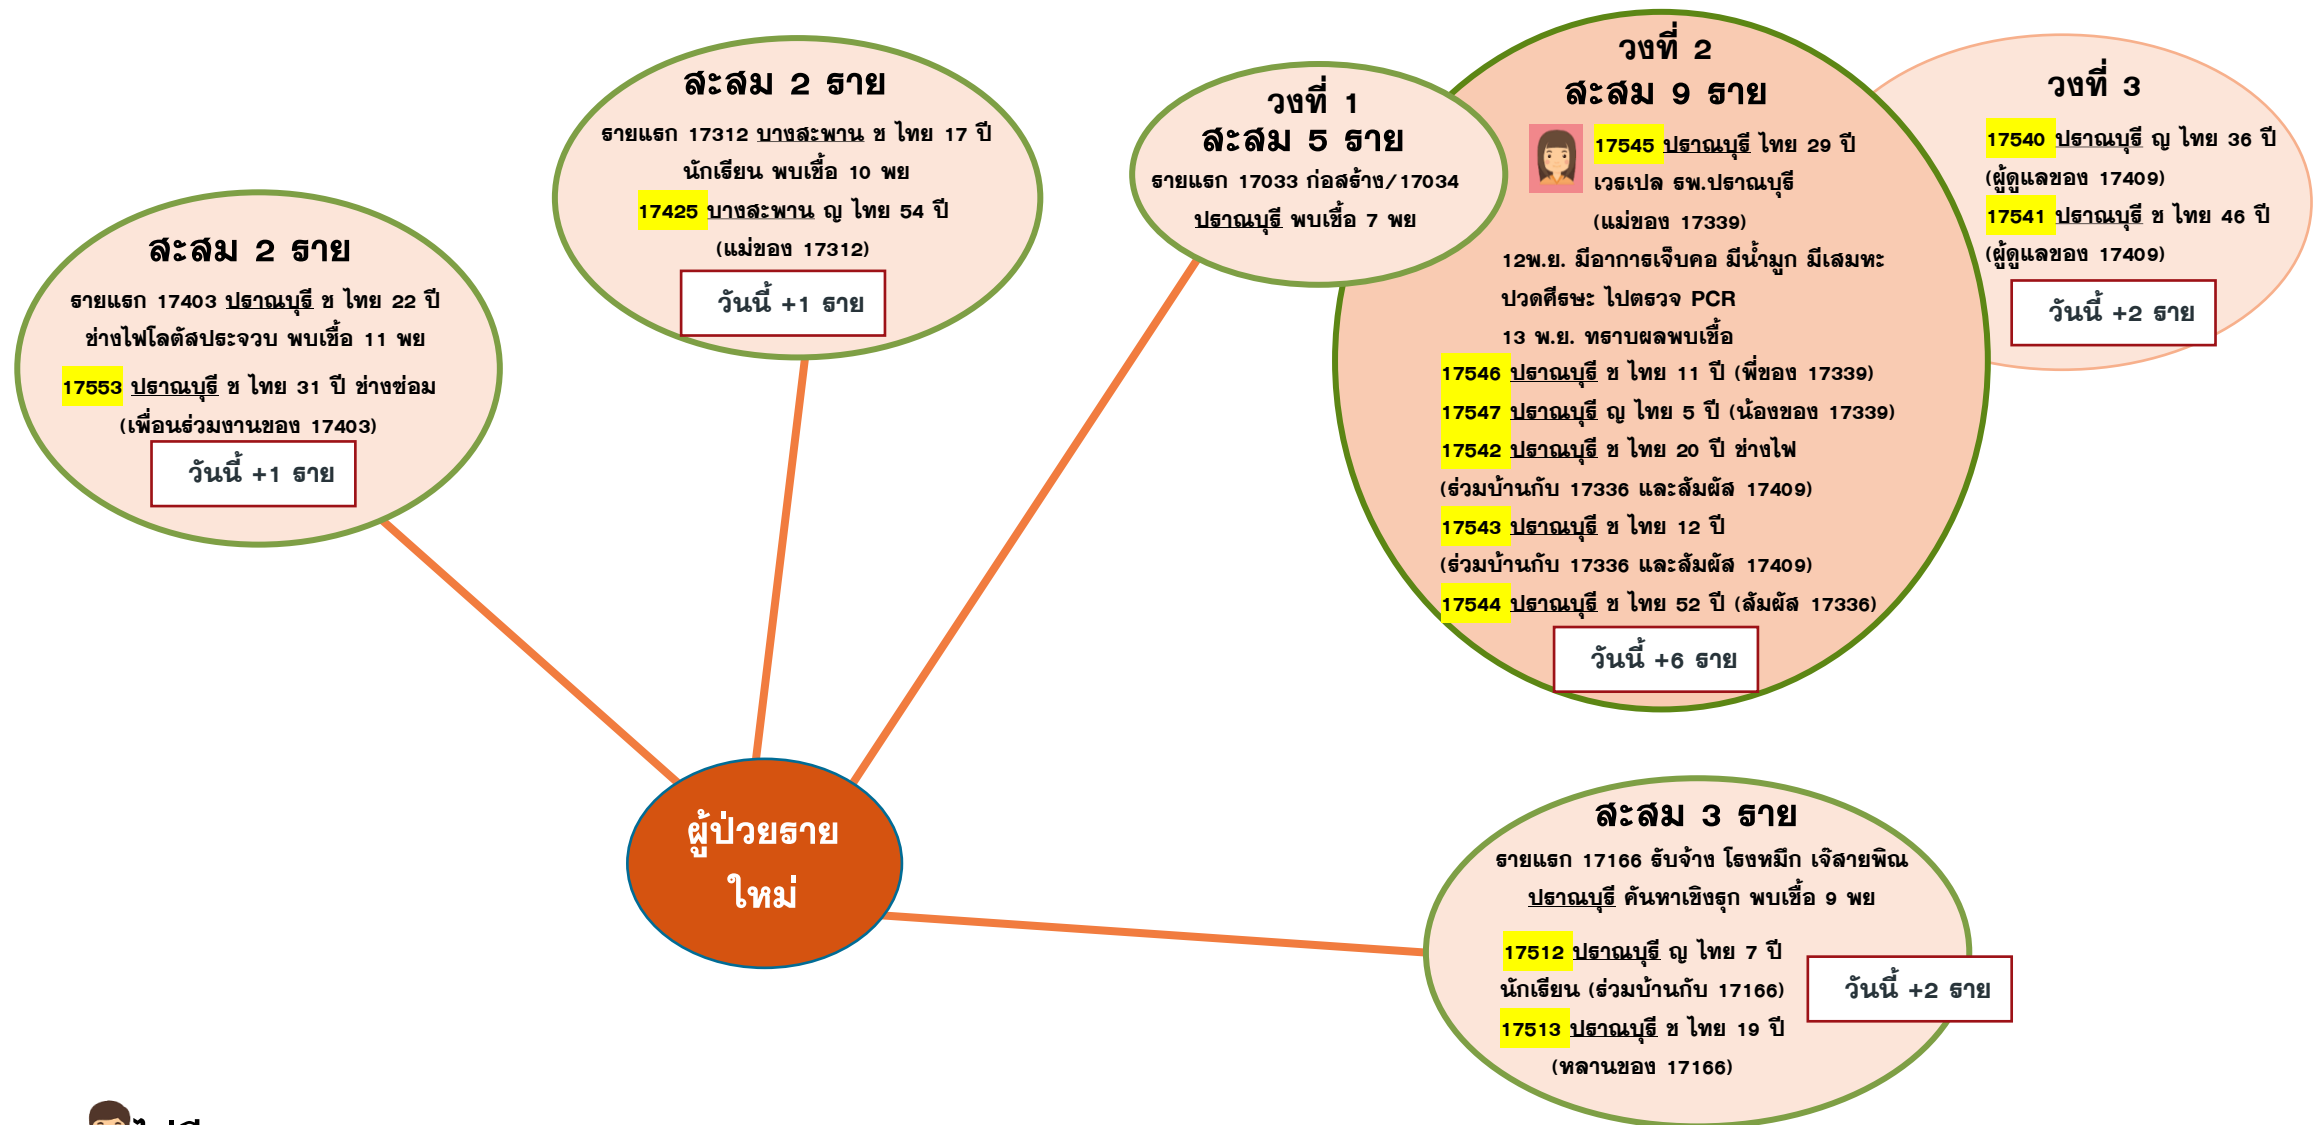 สะสม 2 ราย
รายแรก 17403 ปราณบุรี ช ไทย 22 ปี
ช่างไฟโลตัสประจวบ พบเชื้อ 11 พย
17553 ปราณบุรี ช ไทย 31 ปี ช่างซ่อม
(เพื่อนร่วมงานของ 17403)
วันนี้ +1 ราย
สะสม 2 ราย
รายแรก 17312 บางสะพาน ช ไทย 17 ปี
นักเรียน พบเชื้อ 10 พย
17425 บางสะพาน ญ ไทย 54 ปี
(แม่ของ 17312)
วันนี้ +1 ราย
วงที่ 1
สะสม 5 ราย
รายแรก 17033 ก่อสร้าง/17034
ปราณบุรี พบเชื้อ 7 พย
วงที่ 2
สะสม 9 ราย
17545 ปราณบุรี ไทย 29 ปี
เวรเปล รพ.ปราณบุรี
(แม่ของ 17339)
12พ.ย. มีอาการเจ็บคอ มีน้ำมูก มีเสมหะ
ปวดศีรษะ ไปตรวจ PCR
13 พ.ย. ทราบผลพบเชื้อ
17546 ปราณบุรี ช ไทย 11 ปี (พี่ของ 17339)
17547 ปราณบุรี ญ ไทย 5 ปี (น้องของ 17339)
17542 ปราณบุรี ช ไทย 20 ปี ช่างไฟ
(ร่วมบ้านกับ 17336 และสัมผัส 17409)
17543 ปราณบุรี ช ไทย 12 ปี
(ร่วมบ้านกับ 17336 และสัมผัส 17409)
17544 ปราณบุรี ช ไทย 52 ปี (สัมผัส 17336)
วันนี้ +6 ราย
วงที่ 3
17540 ปราณบุรี ญ ไทย 36 ปี
(ผู้ดูแลของ 17409)
17541 ปราณบุรี ช ไทย 46 ปี
(ผู้ดูแลของ 17409)
วันนี้ +2 ราย
ผู้ป่วยราย
ใหม่
สะสม 3 ราย
รายแรก 17166 รับจ้าง โรงหมึก เจ๊สายพิณ
ปราณบุรี ค้นหาเชิงรุก พบเชื้อ 9 พย
17512 ปราณบุรี ญ ไทย 7 ปี
นักเรียน (ร่วมบ้านกับ 17166)
17513 ปราณบุรี ช ไทย 19 ปี
(หลานของ 17166)
วันนี้ +2 ราย